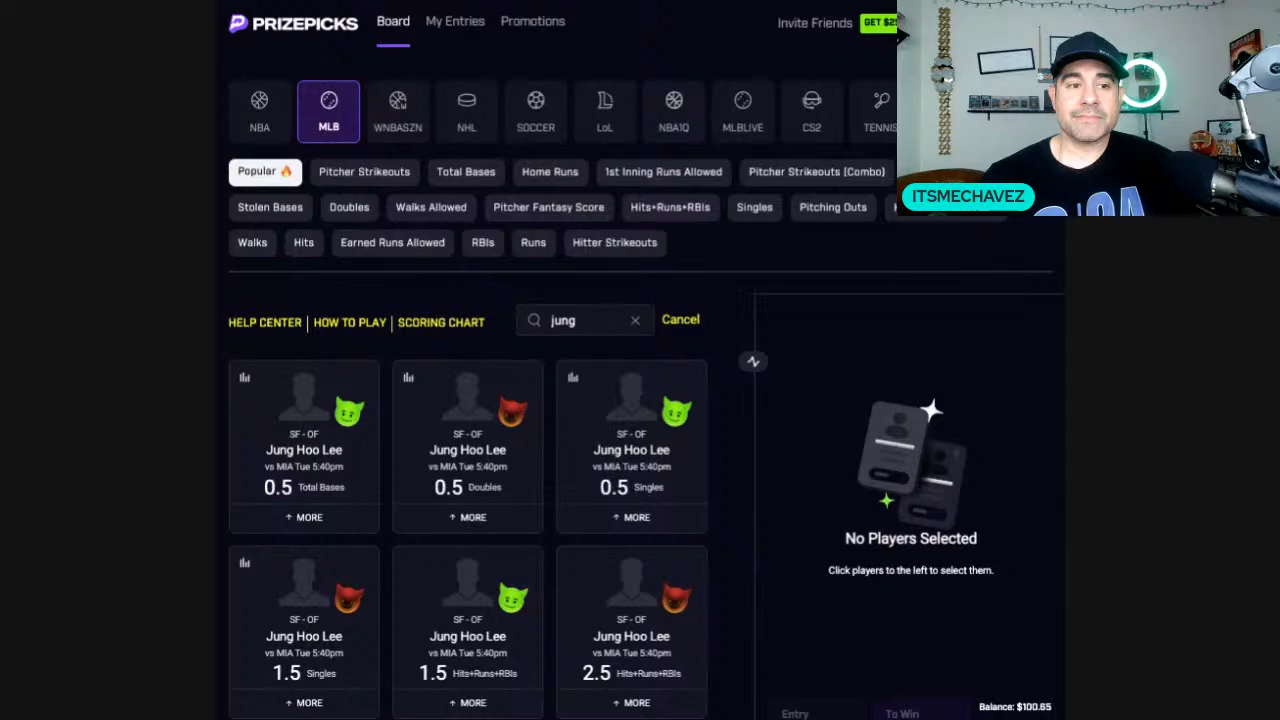 PRIZEPICKS Board My Entries Promotions Invite Friends GET $25
NBA MLB WNBASZN NHL SOCCER LoL NBA1Q MLBLIVE CS2 TENNIS
Popular 🔥 Pitcher Strikeouts Total Bases Home Runs 1st Inning Runs Allowed Pitcher Strikeouts (Combo)
ITSMECHAVEZ
Stolen Bases Doubles Walks Allowed Pitcher Fantasy Score Hits+Runs+RBIs Singles Pitching Outs
Walks Hits Earned Runs Allowed RBIs Runs Hitter Strikeouts
HELP CENTER | HOW TO PLAY | SCORING CHART jung Cancel
SF - OF SF - OF SF - OF
Jung Hoo Lee Jung Hoo Lee Jung Hoo Lee
vs MIA Tue 5:40pm vs MIA Tue 5:40pm vs MIA Tue 5:40pm
0.5 Total Bases 0.5 Doubles 0.5 Singles
↑ MORE ↑ MORE ↑ MORE
No Players Selected
Click players to the left to select them.
SF - OF SF - OF SF - OF
Jung Hoo Lee Jung Hoo Lee Jung Hoo Lee
vs MIA Tue 5:40pm vs MIA Tue 5:40pm vs MIA Tue 5:40pm
1.5 Singles 1.5 Hits+Runs+RBIs 2.5 Hits+Runs+RBIs
↑ MORE ↑ MORE ↑ MORE
Balance: $100.65
Entry To Win